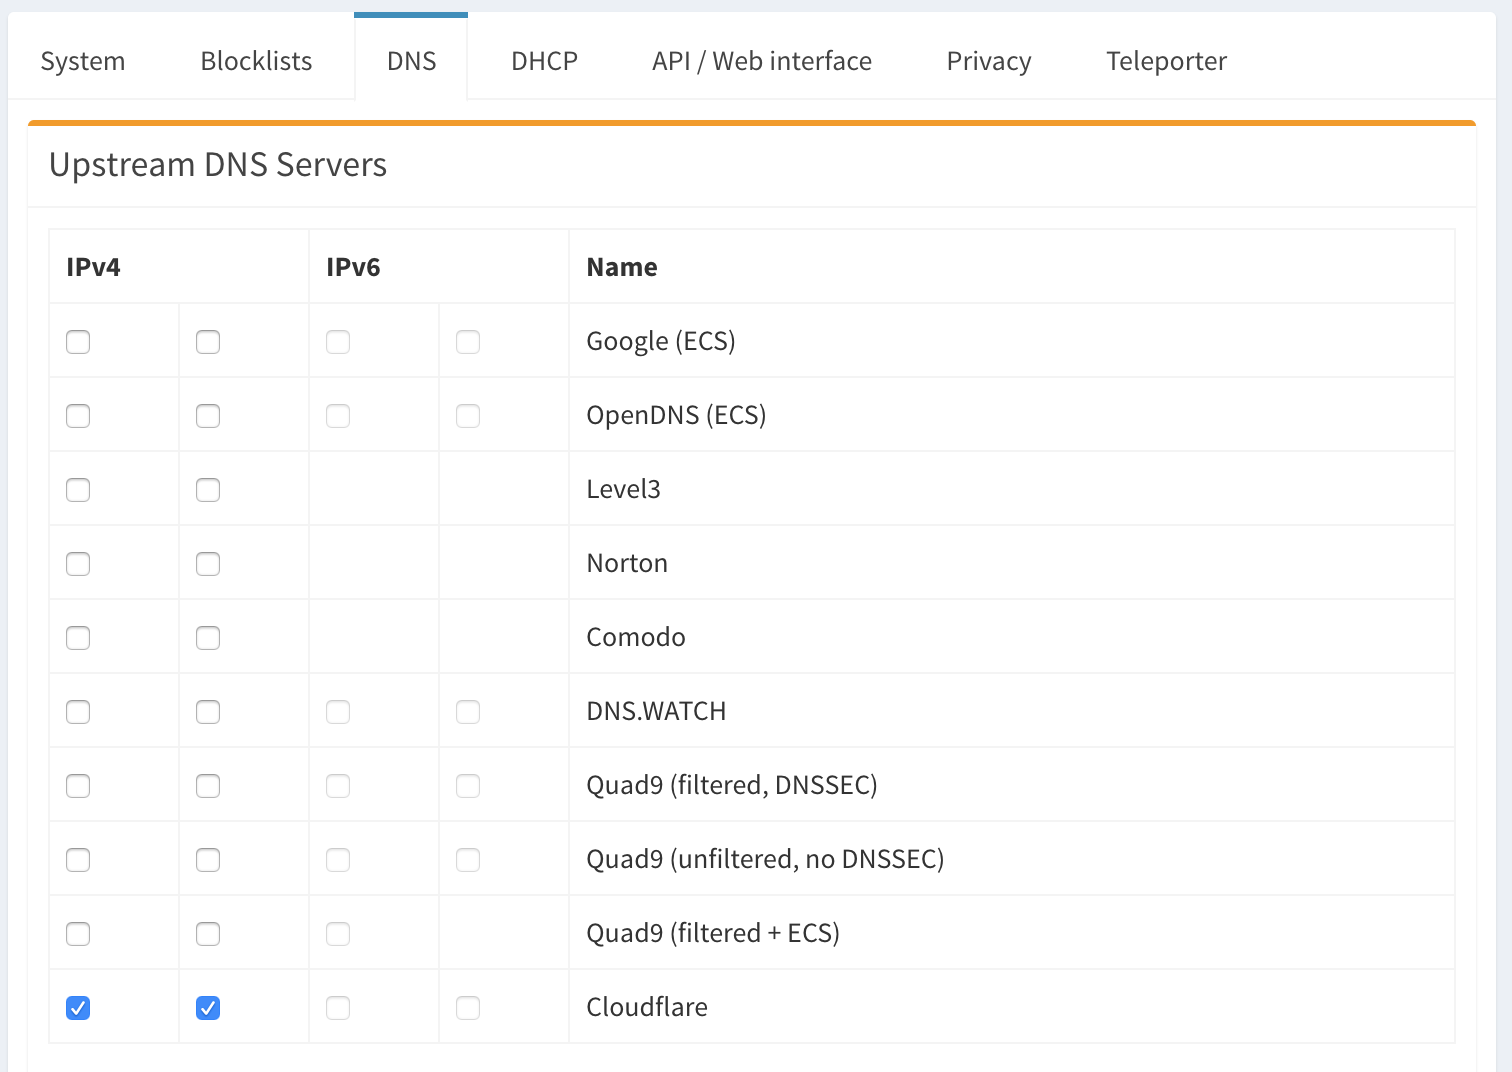 System Blocklists DNS DHCP API / Web interface Privacy Teleporter
Upstream DNS Servers
IPv4 IPv6 Name
Google (ECS)
OpenDNS (ECS)
Level3
Norton
Comodo
DNS.WATCH
Quad9 (filtered, DNSSEC)
Quad9 (unfiltered, no DNSSEC)
Quad9 (filtered + ECS)
Cloudflare